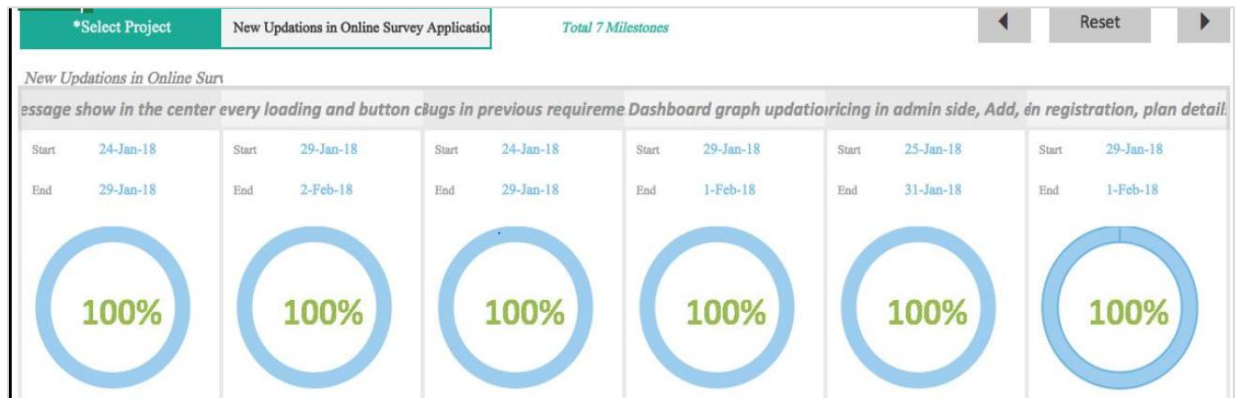 *Select Project New Updations in Online Survey Application Total 7 Milestones Reset
New Updations in Online Surv
essage show in the center every loading and button c Bugs in previous requireme Dashboard graph updation ricing in admin side, Add, in registration, plan detail
Start 24-Jan-18 Start 29-Jan-18 Start 24-Jan-18 Start 29-Jan-18 Start 25-Jan-18 Start 29-Jan-18
End 29-Jan-18 End 2-Feb-18 End 29-Jan-18 End 1-Feb-18 End 31-Jan-18 End 1-Feb-18
100% 100% 100% 100% 100% 100%